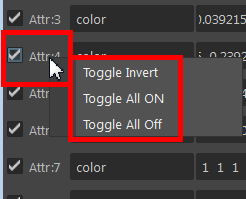 Attr:3 color 0.039215
Attr:4 color
Toggle Invert
Toggle All ON
Toggle All Off
Attr:7 color 1 1 1